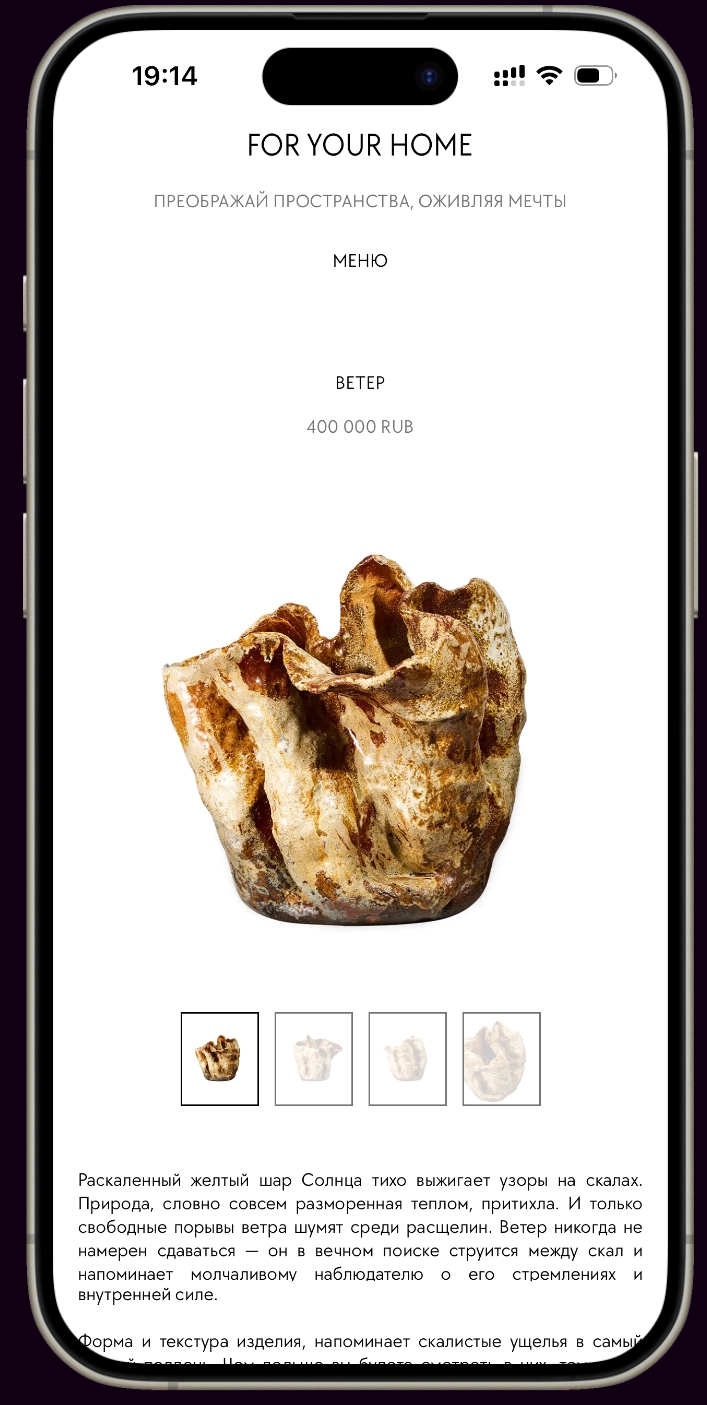 19:14
FOR YOUR HOME
ПРЕОБРАЖАЙ ПРОСТРАНСТВА, ОЖИВЛЯЯ МЕЧТЫ
МЕНЮ
ВЕТЕР
400 000 RUB
Раскаленный желтый шар Солнца тихо выжигает узоры на скалах.
Природа, словно совсем разморенная теплом, притихла. И только
свободные порывы ветра шумят среди расщелин. Ветер никогда не
намерен сдаваться — он в вечном поиске струится между скал и
напоминает молчаливому наблюдателю о его стремлениях и
внутренней силе.
Форма и текстура изделия, напоминает скалистые ущелья в самый